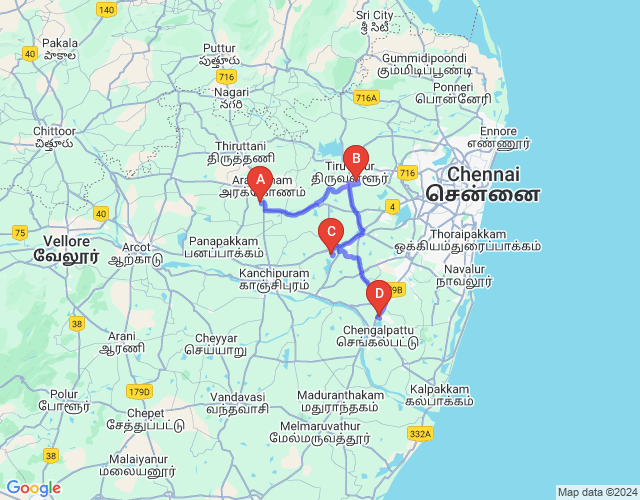 Sri City
శ్రీ సిటీ
140
Pakala
పాకాల
Puttur
పుత్తూరు
Gummidipoondi
கும்மிடிப்பூண்டி
716
Ponneri
பொன்னேரி
Nagari
నగరి
716A
Chittoor
చిత్తూరు
Ennore
எண்ணூர்
Thiruttani
திருத்தணி
B
716
Chennai
சென்னை
திருவள்ளூர்
A
அரக்கோணம்
40
4
75
Vellore
வேலூர்
Arcot
ஆற்காடு
Panapakkam
பனப்பாக்கம்
C
Thoraipakkam
ஒக்கியம்துரைப்பாக்கம்
Kanchipuram
காஞ்சிபுரம்
Navalur
நாவலூர்
D
9B
Chengalpattu
செங்கல்பட்டு
Arani
ஆரணி
Cheyyar
செய்யாறு
Polur
போளூர்
179D
Vandavasi
வந்தவாசி
Maduranthakam
மதுராந்தகம்
Kalpakkam
கல்பாக்கம்
Chepet
சேத்துப்பட்டு
Melmaruvathur
மேல்மருவத்தூர்
332A
38
38
Malaiyanur
மலையனூர்
Google
Map data ©2024